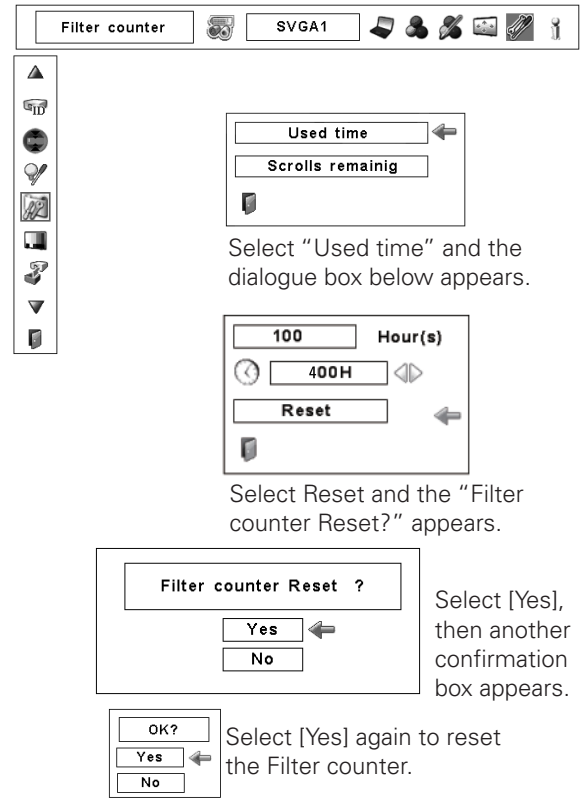 Filter counter
SVGA1
ID
Used time
Scrolls remainig
Select “Used time” and the
dialogue box below appears.
100 Hour(s)
400H
Reset
Select Reset and the “Filter
counter Reset?” appears.
Filter counter Reset ?
Yes
No
Select [Yes],
then another
confirmation
box appears.
OK?
Yes
No
Select [Yes] again to reset
the Filter counter.